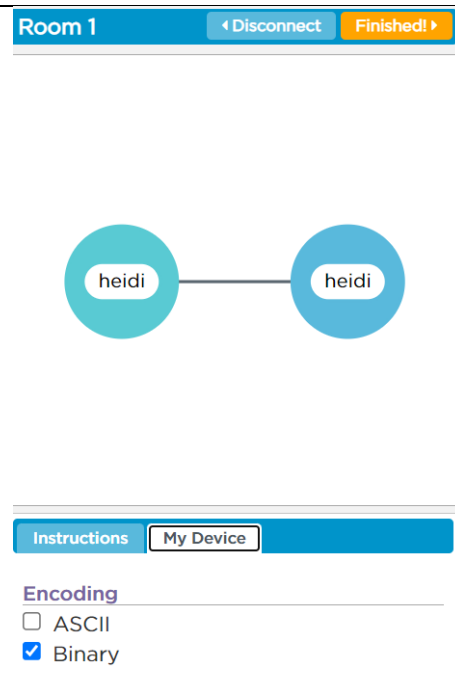 Room 1 Disconnect Finished!
heidi heidi
Instructions My Device
Encoding
ASCII
Binary